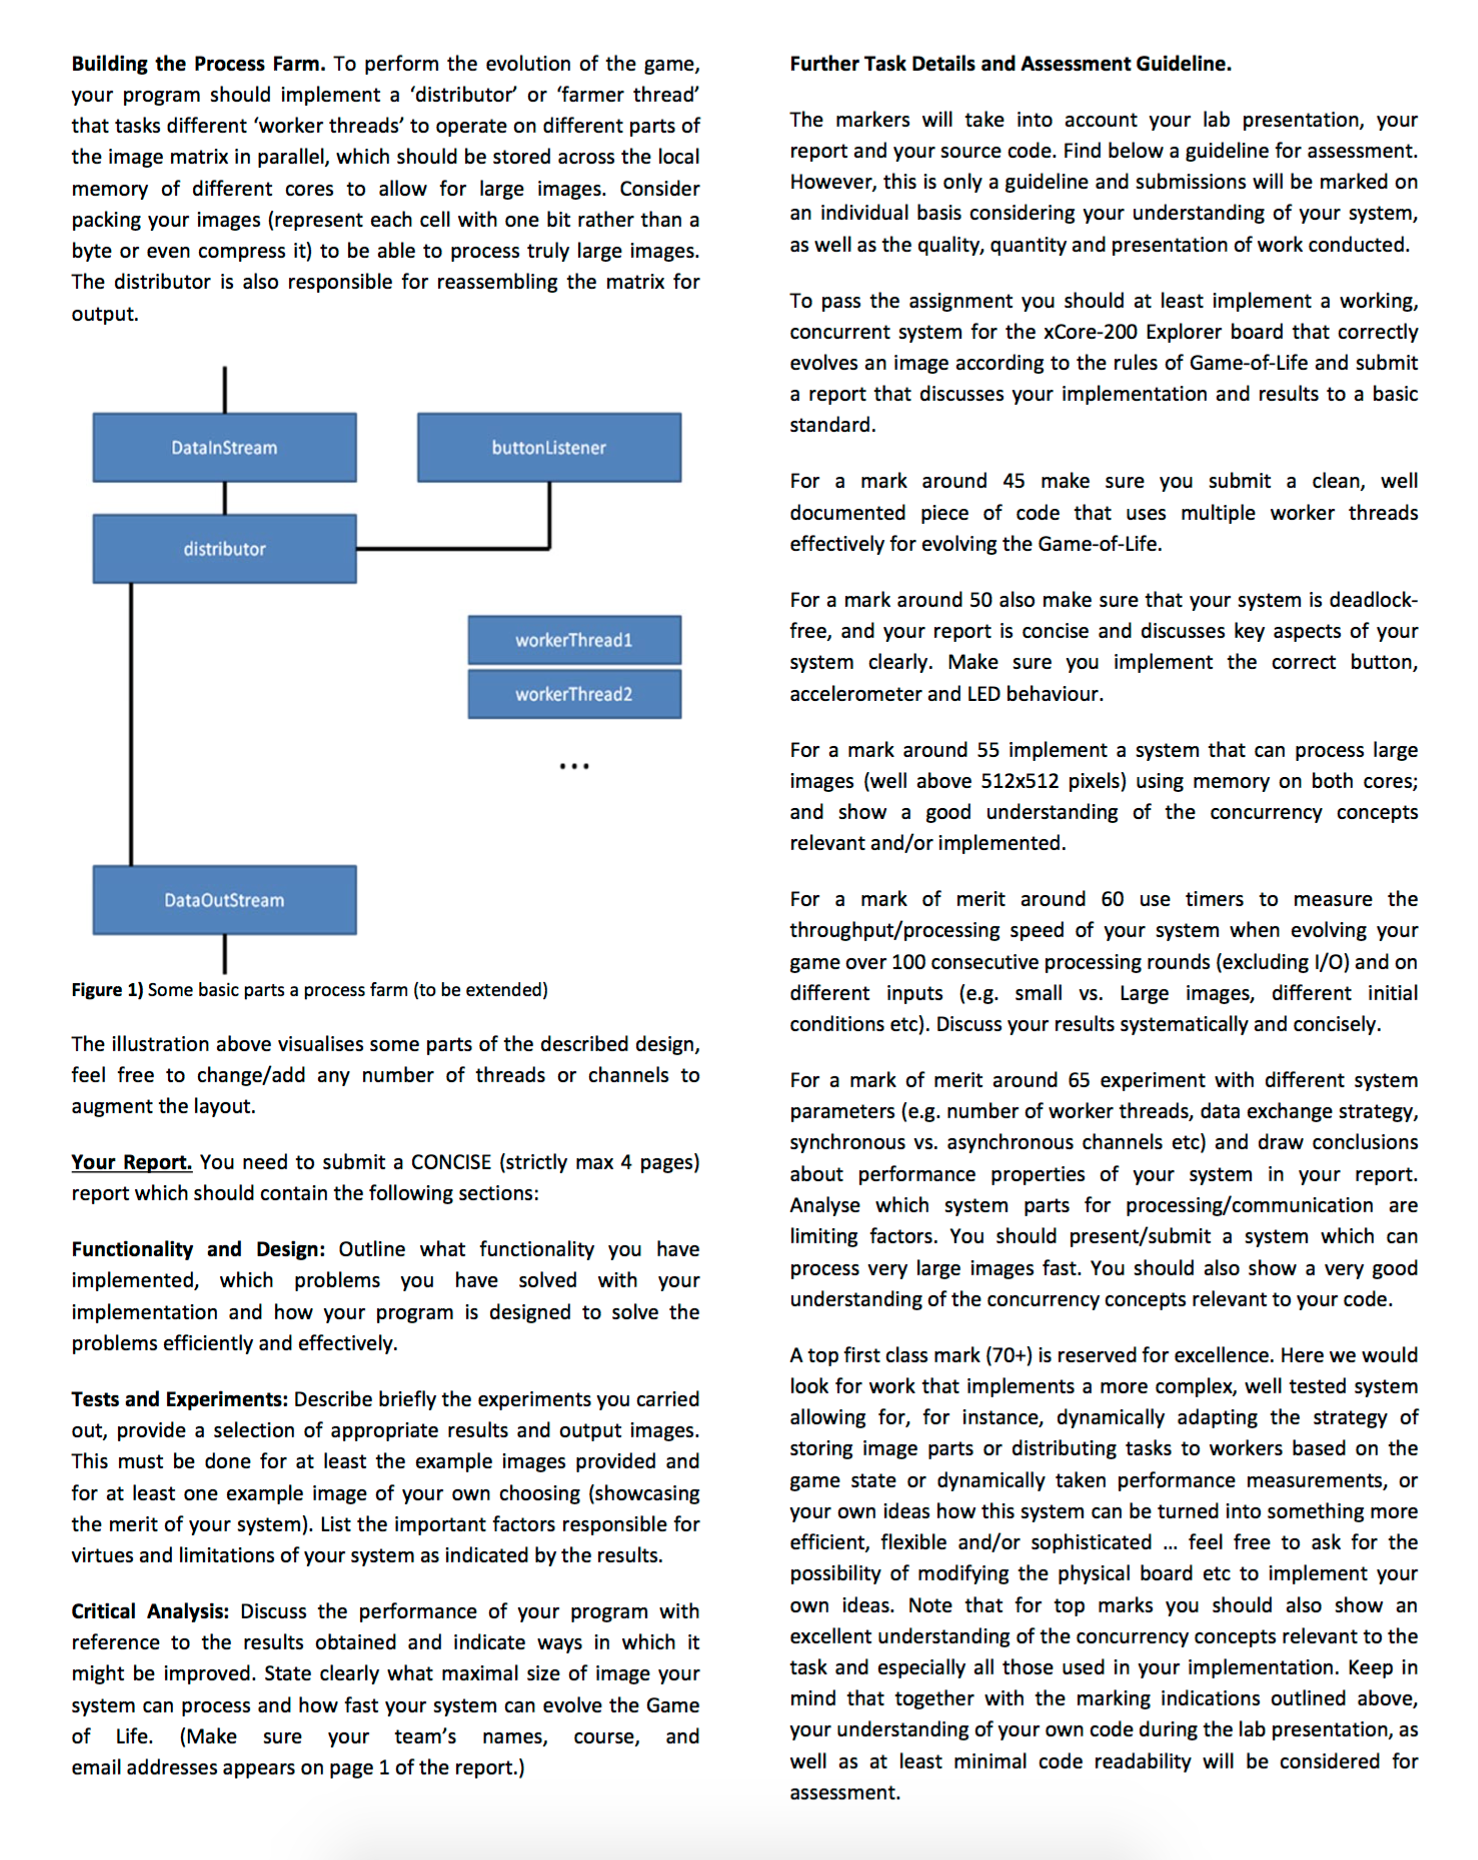 Building the Process Farm. To perform the evolution of the game,
your program should implement a ‘distributor’ or ‘farmer thread’
that tasks different ‘worker threads’ to operate on different parts of
the image matrix in parallel, which should be stored across the local
memory of different cores to allow for large images. Consider
packing your images (represent each cell with one bit rather than a
byte or even compress it) to be able to process truly large images.
The distributor is also responsible for reassembling the matrix for
output.
DataInStream
buttonListener
distributor
workerThread1
workerThread2
...
DataOutStream
Figure 1) Some basic parts a process farm (to be extended)
The illustration above visualises some parts of the described design,
feel free to change/add any number of threads or channels to
augment the layout.
Your Report. You need to submit a CONCISE (strictly max 4 pages)
report which should contain the following sections:
Functionality and Design: Outline what functionality you have
implemented, which problems you have solved with your
implementation and how your program is designed to solve the
problems efficiently and effectively.
Tests and Experiments: Describe briefly the experiments you carried
out, provide a selection of appropriate results and output images.
This must be done for at least the example images provided and
for at least one example image of your own choosing (showcasing
the merit of your system). List the important factors responsible for
virtues and limitations of your system as indicated by the results.
Critical Analysis: Discuss the performance of your program with
reference to the results obtained and indicate ways in which it
might be improved. State clearly what maximal size of image your
system can process and how fast your system can evolve the Game
of Life. (Make sure your team’s names, course, and
email addresses appears on page 1 of the report.)
Further Task Details and Assessment Guideline.
The markers will take into account your lab presentation, your
report and your source code. Find below a guideline for assessment.
However, this is only a guideline and submissions will be marked on
an individual basis considering your understanding of your system,
as well as the quality, quantity and presentation of work conducted.
To pass the assignment you should at least implement a working,
concurrent system for the xCore-200 Explorer board that correctly
evolves an image according to the rules of Game-of-Life and submit
a report that discusses your implementation and results to a basic
standard.
For a mark around 45 make sure you submit a clean, well
documented piece of code that uses multiple worker threads
effectively for evolving the Game-of-Life.
For a mark around 50 also make sure that your system is deadlock-
free, and your report is concise and discusses key aspects of your
system clearly. Make sure you implement the correct button,
accelerometer and LED behaviour.
For a mark around 55 implement a system that can process large
images (well above 512x512 pixels) using memory on both cores;
and show a good understanding of the concurrency concepts
relevant and/or implemented.
For a mark of merit around 60 use timers to measure the
throughput/processing speed of your system when evolving your
game over 100 consecutive processing rounds (excluding I/O) and on
different inputs (e.g. small vs. Large images, different initial
conditions etc). Discuss your results systematically and concisely.
For a mark of merit around 65 experiment with different system
parameters (e.g. number of worker threads, data exchange strategy,
synchronous vs. asynchronous channels etc) and draw conclusions
about performance properties of your system in your report.
Analyse which system parts for processing/communication are
limiting factors. You should present/submit a system which can
process very large images fast. You should also show a very good
understanding of the concurrency concepts relevant to your code.
A top first class mark (70+) is reserved for excellence. Here we would
look for work that implements a more complex, well tested system
allowing for, for instance, dynamically adapting the strategy of
storing image parts or distributing tasks to workers based on the
game state or dynamically taken performance measurements, or
your own ideas how this system can be turned into something more
efficient, flexible and/or sophisticated ... feel free to ask for the
possibility of modifying the physical board etc to implement your
own ideas. Note that for top marks you should also show an
excellent understanding of the concurrency concepts relevant to the
task and especially all those used in your implementation. Keep in
mind that together with the marking indications outlined above,
your understanding of your own code during the lab presentation, as
well as at least minimal code readability will be considered for
assessment.